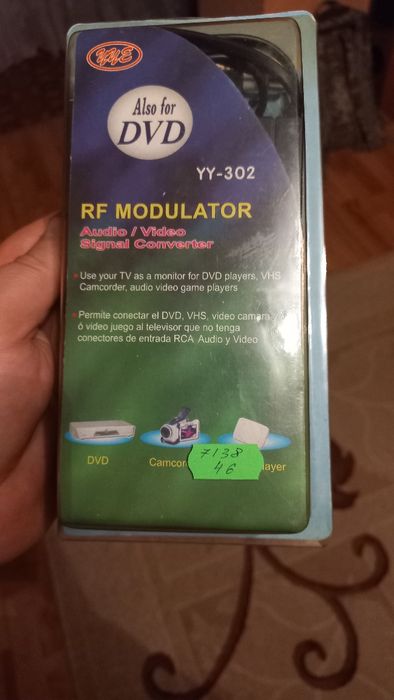 Also for
DVD
YY-302
RF MODULATOR
Audio / Video
Signal Converter
Use your TV as a monitor for DVD players, VHS,
Camcorder, audio video game players
Permite conectar el DVD, VHS, video camara y/
ó video juego al televisor que no tenga
conectores de entrada RCA Audio y Video
DVD
Camcor
layer
7138
46